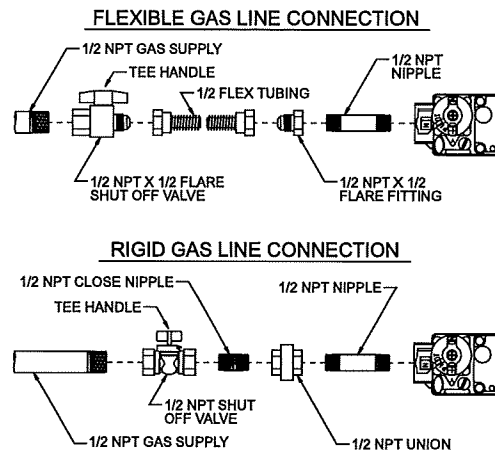 FLEXIBLE GAS LINE CONNECTION
1/2 NPT GAS SUPPLY
TEE HANDLE
1/2 FLEX TUBING
1/2 NPT
NIPPLE
1/2 NPT X 1/2 FLARE
SHUT OFF VALVE
1/2 NPT X 1/2
FLARE FITTING
RIGID GAS LINE CONNECTION
1/2 NPT CLOSE NIPPLE
TEE HANDLE
1/2 NPT NIPPLE
1/2 NPT SHUT
OFF VALVE
1/2 NPT GAS SUPPLY
1/2 NPT UNION